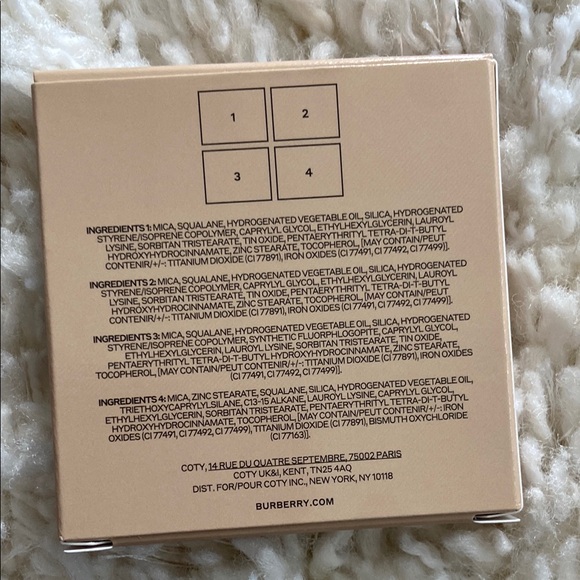 1
2
3
4
INGREDIENTS 1: MICA, SQUALANE, HYDROGENATED VEGETABLE OIL, SILICA, HYDROGENATED
STYRENE/ISOPRENE COPOLYMER, CAPRYLYL GLYCOL, ETHYLHEXYLGLYCERIN, LAUROYL
LYSINE, SORBITAN TRISTEARATE, TIN OXIDE, PENTAERYTHRITYL TETRA-DI-T-BUTYL
HYDROXYHYDROCINNAMATE, ZINC STEARATE, TOCOPHEROL, [MAY CONTAIN/PEUT
CONTENIR/+/-: TITANIUM DIOXIDE (CI 77891), IRON OXIDES (CI 77491, CI 77492, CI 77499)].
INGREDIENTS 2: MICA, SQUALANE, HYDROGENATED VEGETABLE OIL, SILICA, HYDROGENATED
STYRENE/ISOPRENE COPOLYMER, CAPRYLYL GLYCOL, ETHYLHEXYLGLYCERIN, LAUROYL
LYSINE, SORBITAN TRISTEARATE, TIN OXIDE, PENTAERYTHRITYL TETRA-DI-T-BUTYL
HYDROXYHYDROCINNAMATE, ZINC STEARATE, TOCOPHEROL, [MAY CONTAIN/PEUT
CONTENIR/+/-: TITANIUM DIOXIDE (CI 77891), IRON OXIDES (CI 77491, CI 77492, CI 77499)].
INGREDIENTS 3: MICA, SQUALANE, HYDROGENATED VEGETABLE OIL, SILICA, HYDROGENATED
STYRENE/ISOPRENE COPOLYMER, SYNTHETIC FLUORPHLOGOPITE, CAPRYLYL GLYCOL,
ETHYLHEXYLGLYCERIN, LAUROYL LYSINE, SORBITAN TRISTEARATE, TIN OXIDE,
PENTAERYTHRITYL TETRA-DI-T-BUTYL HYDROXYHYDROCINNAMATE, ZINC STEARATE,
TOCOPHEROL, [MAY CONTAIN/PEUT CONTENIR/+/-: TITANIUM DIOXIDE (CI 77891), IRON OXIDES
(CI 77491, CI 77492, CI 77499)].
INGREDIENTS 4: MICA, ZINC STEARATE, SQUALANE, SILICA, HYDROGENATED VEGETABLE OIL,
TRIETHOXYCAPRYLYLSILANE, C13-15 ALKANE, LAUROYL LYSINE, CAPRYLYL GLYCOL,
ETHYLHEXYLGLYCERIN, SORBITAN TRISTEARATE, PENTAERYTHRITYL TETRA-DI-T-BUTYL
HYDROXYHYDROCINNAMATE, TOCOPHEROL, [MAY CONTAIN/PEUT CONTENIR/+/-: IRON
OXIDES (CI 77491, CI 77492, CI 77499), TITANIUM DIOXIDE (CI 77891), BISMUTH OXYCHLORIDE
(CI 77163)].
COTY, 14 RUE DU QUATRE SEPTEMBRE, 75002 PARIS
COTY UK&I, KENT, TN25 4AQ
DIST. FOR/POUR COTY INC., NEW YORK, NY 10118
BURBERRY.COM